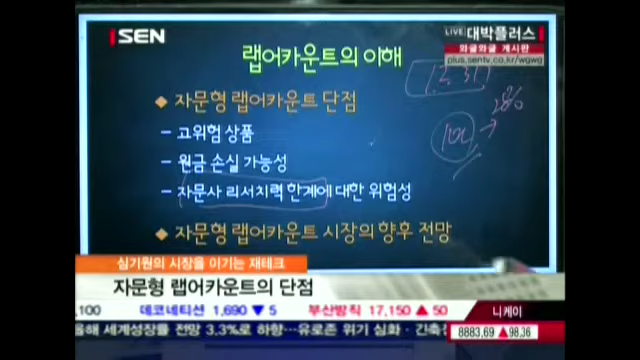 SEN
LIVE 대박플러스
와글와글 게시판
plus.sentv.co.kr/wgwg
랩어카운트의 이해
◆ 자문형 랩어카운트 단점
– 고위험 상품
– 원금 손실 가능성
– 자문사 리서치력 한계에 대한 위험성
◆ 자문형 랩어카운트 시장의 향후 전망
100
심기원의 시장을 이기는 재테크
자문형 랩어카운트의 단점
,100 데코네티션 1,690 ▼ 5 부산방직 17,150 ▲ 50
니케이
올해 세계성장률 전망 3.3%로 하향…유로존 위기 심화
8883,69 ▲98,36